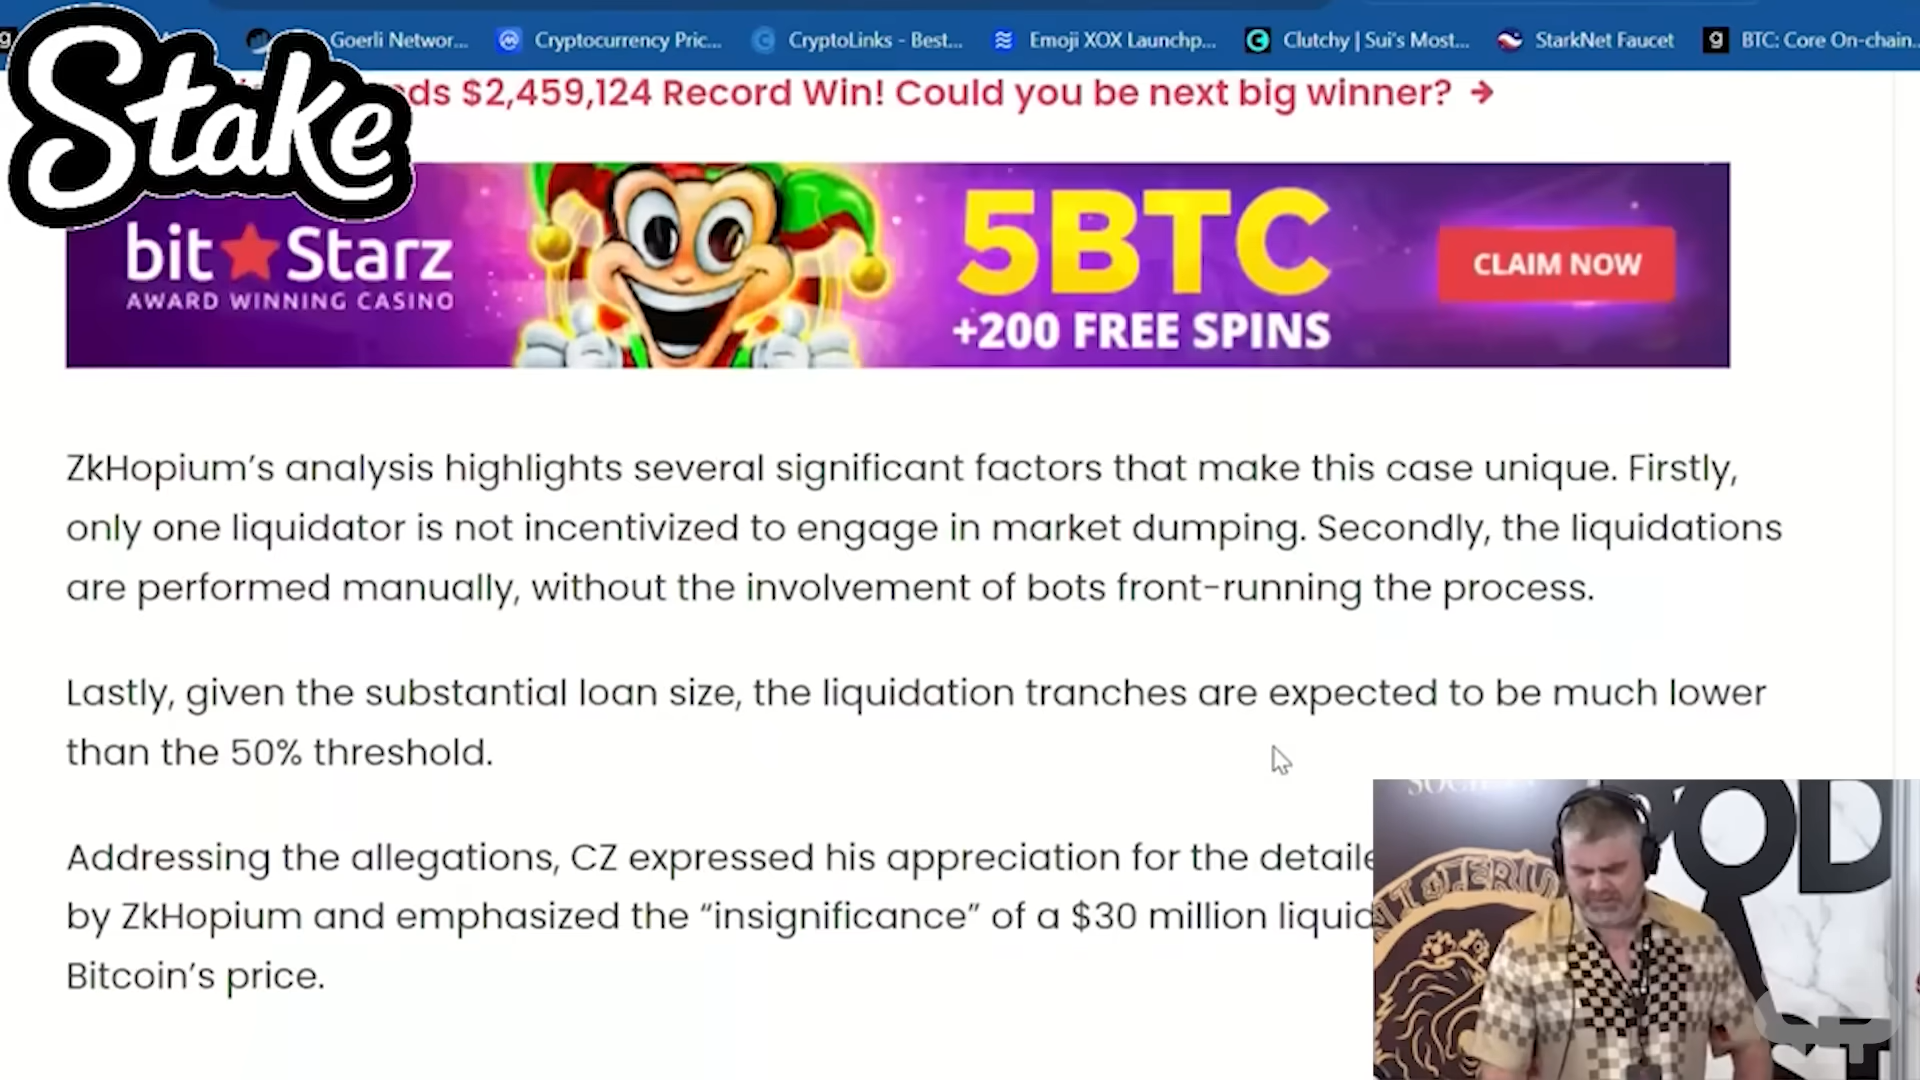 Goerli Networ... Cryptocurrency Pric... CryptoLinks - Best... Emoji XOX Launchp... Clutchy | Sui's Most... StarkNet Faucet BTC: Core On-chain...
Stake
nds $2,459,124 Record Win! Could you be next big winner? →
bit Starz
AWARD WINNING CASINO
5BTC
+200 FREE SPINS
CLAIM NOW
ZkHopium’s analysis highlights several significant factors that make this case unique. Firstly,
only one liquidator is not incentivized to engage in market dumping. Secondly, the liquidations
are performed manually, without the involvement of bots front-running the process.
Lastly, given the substantial loan size, the liquidation tranches are expected to be much lower
than the 50% threshold.
Addressing the allegations, CZ expressed his appreciation for the detaile
by ZkHopium and emphasized the “insignificance” of a $30 million liquid
Bitcoin’s price.